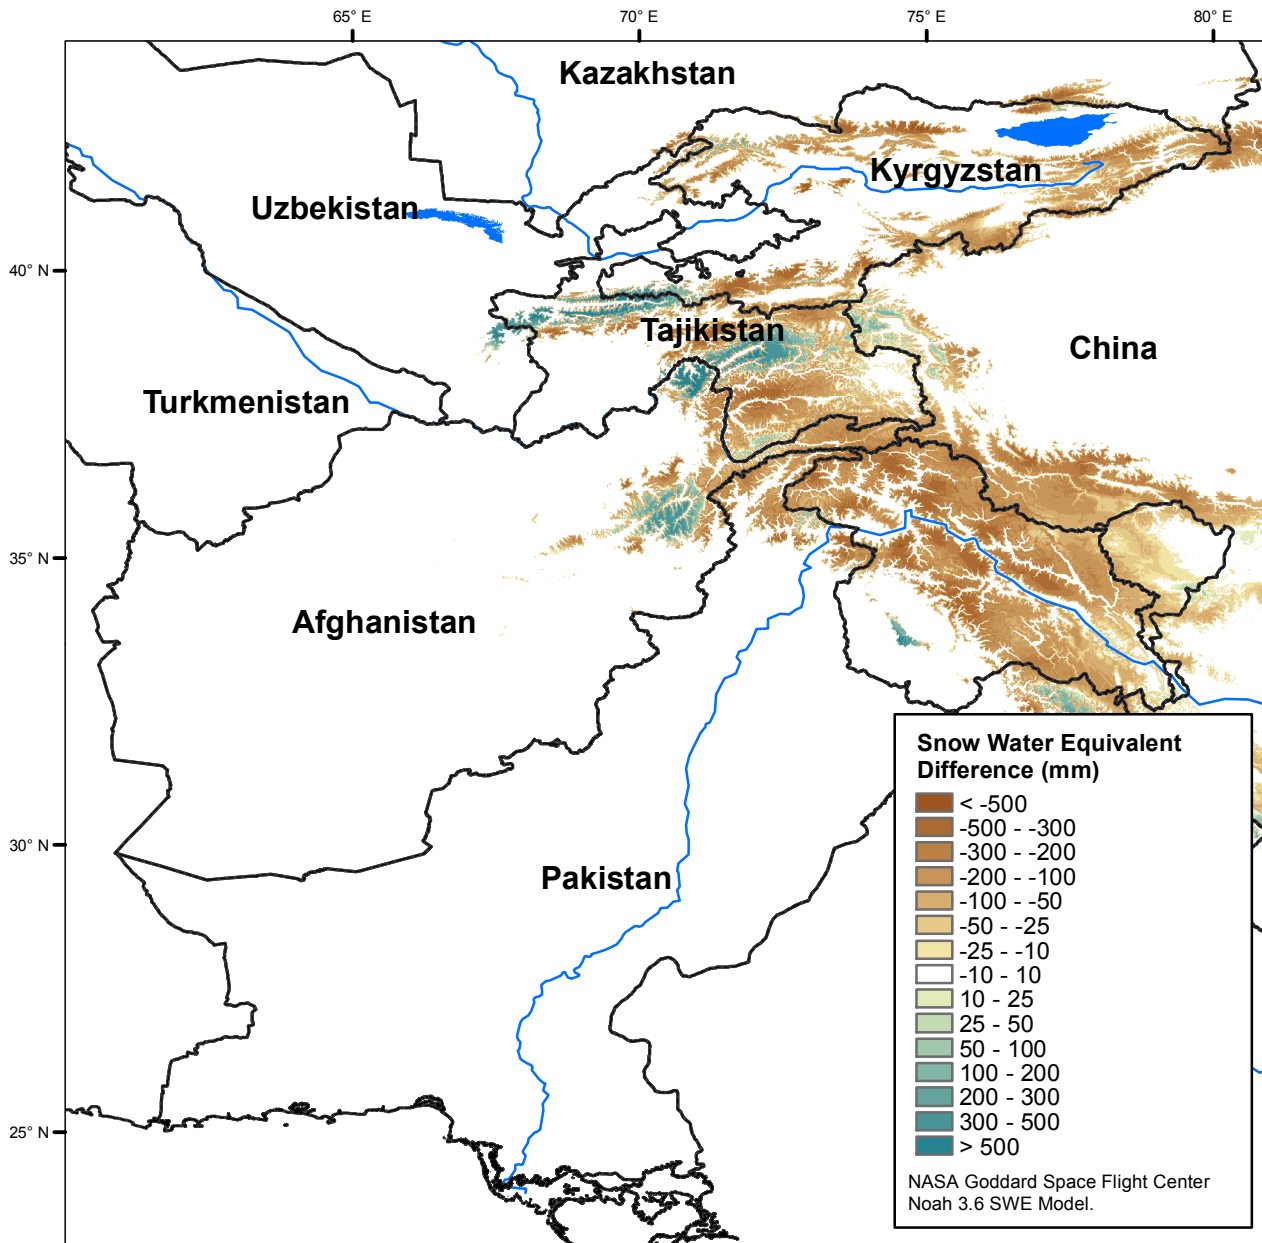 65° E
70° E
75° E
80° E
Kazakhstan
Kyrgyzstan
Uzbekistan
40° N
Tajikistan
China
Turkmenistan
35° N
Afghanistan
Snow Water Equivalent
Difference (mm)
< -500
-500 - -300
-300 - -200
-200 - -100
-100 - -50
-50 - -25
-25 - -10
-10 - 10
10 - 25
25 - 50
50 - 100
100 - 200
200 - 300
300 - 500
> 500
NASA Goddard Space Flight Center
Noah 3.6 SWE Model.
30° N
Pakistan
25° N